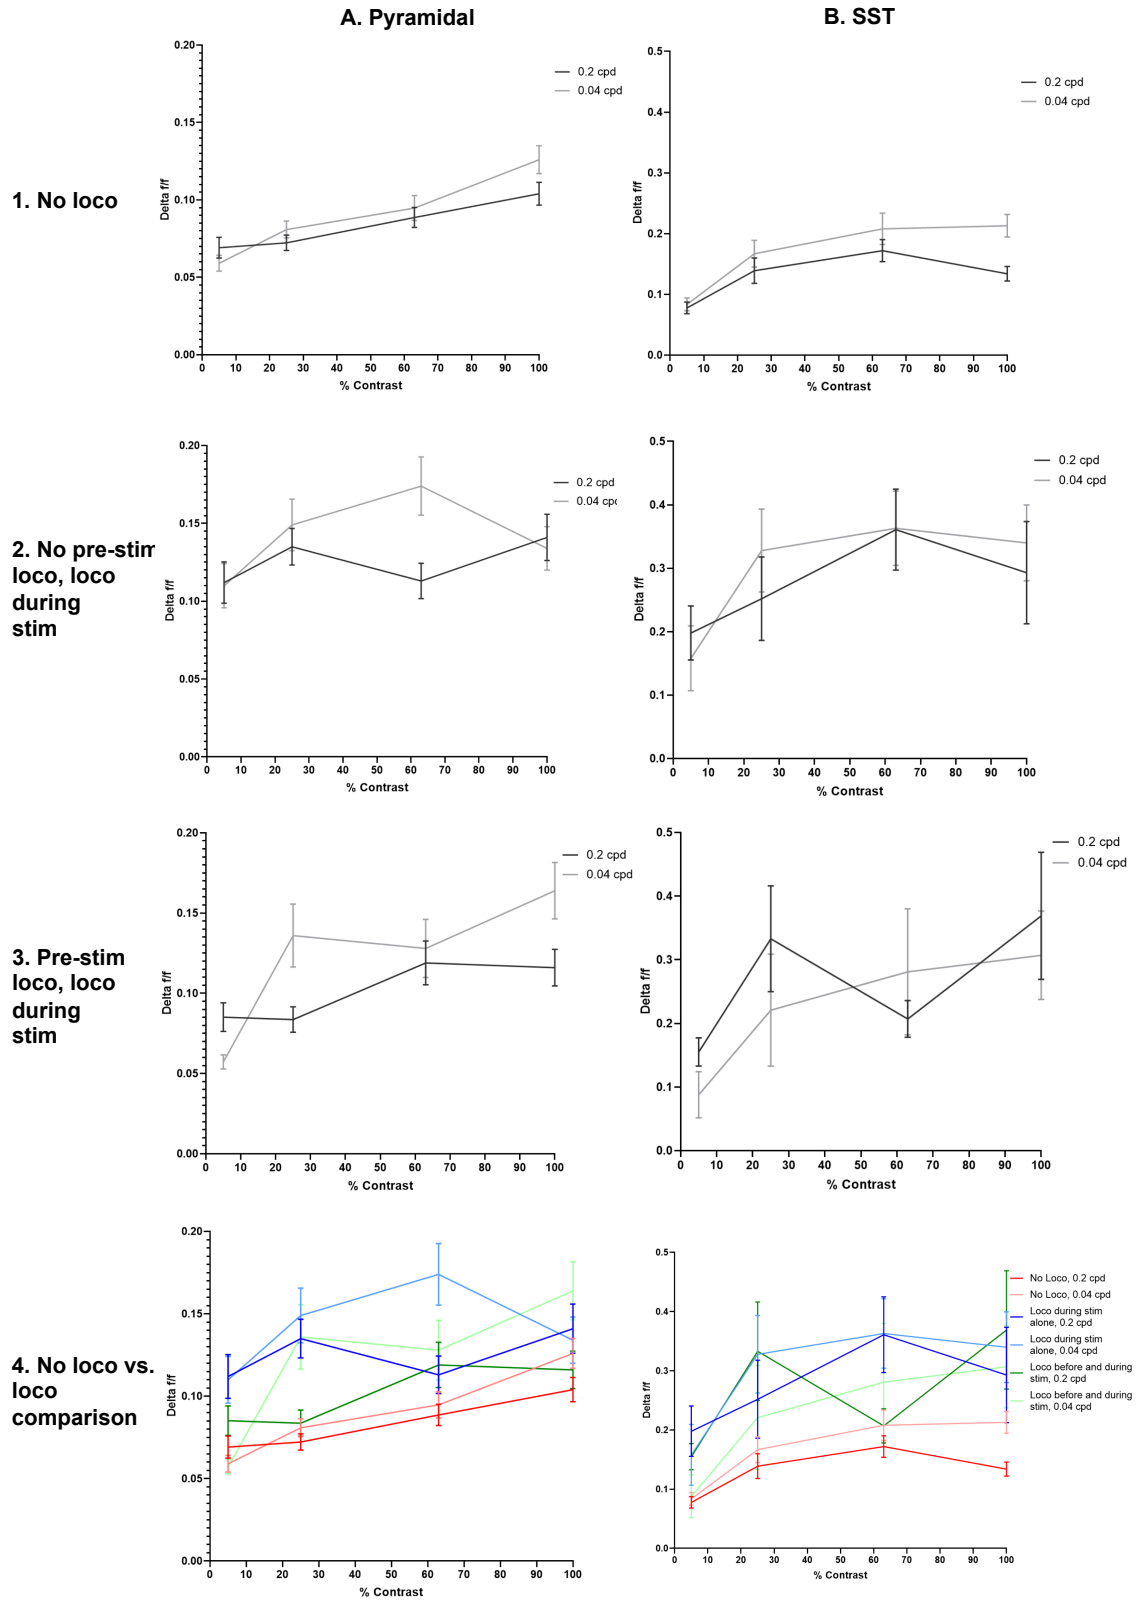 A. Pyramidal
B. SST
1. No loco
0.20
0.15
0.10
0.05
0.00
Delta f/f
0 10 20 30 40 50 60 70 80 90 100
% Contrast
0.2 cpd
0.04 cpd
0.5
0.4
0.3
0.2
0.1
0.0
Delta f/f
0 10 20 30 40 50 60 70 80 90 100
% Contrast
0.2 cpd
0.04 cpd
2. No pre-stim
loco, loco
during
stim
0.20
0.15
0.10
0.05
0.00
Delta f/f
0 10 20 30 40 50 60 70 80 90 100
% Contrast
0.2 cpd
0.04 cp
0.5
0.4
0.3
0.2
0.1
0.0
Delta f/f
0 10 20 30 40 50 60 70 80 90 100
% Contrast
0.2 cpd
0.04 cpd
3. Pre-stim
loco, loco
during
stim
0.20
0.15
0.10
0.05
0.00
Delta f/f
0 10 20 30 40 50 60 70 80 90 100
% Contrast
0.2 cpd
0.04 cpd
0.5
0.4
0.3
0.2
0.1
0.0
Delta f/f
0 10 20 30 40 50 60 70 80 90 100
% Contrast
0.2 cpd
0.04 cpd
4. No loco vs.
loco
comparison
0.20
0.15
0.10
0.05
0.00
Delta f/f
0 10 20 30 40 50 60 70 80 90 100
% Contrast
0.5
0.4
0.3
0.2
0.1
0.0
Delta f/f
0 10 20 30 40 50 60 70 80 90 100
% Contrast
No Loco, 0.2 cpd
No Loco, 0.04 cpd
Loco during stim
alone, 0.2 cpd
Loco during stim
alone, 0.04 cpd
Loco before and during
stim, 0.2 cpd
Loco before and during
stim, 0.04 cpd